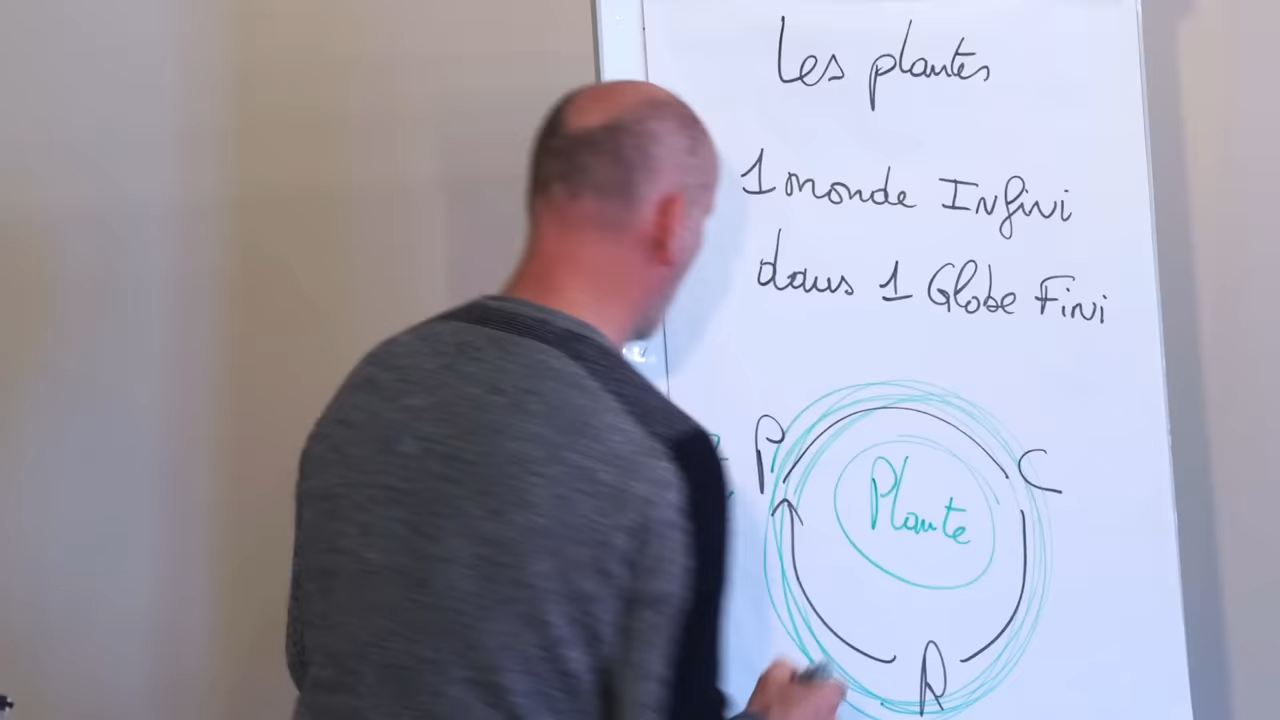 Les plantes
1 monde Infini
dans 1 Globe Fini
P
C
Plante
R